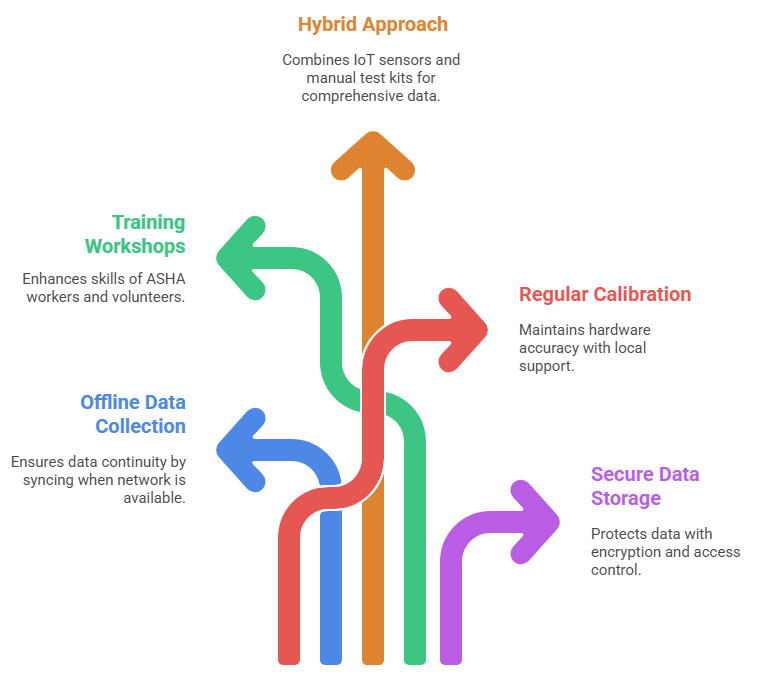 Hybrid Approach
Combines IoT sensors and
manual test kits for
comprehensive data.
Training
Workshops
Enhances skills of ASHA
workers and volunteers.
Regular Calibration
Maintains hardware
accuracy with local
support.
Offline Data
Collection
Ensures data continuity by
syncing when network is
available.
Secure Data
Storage
Protects data with
encryption and access
control.